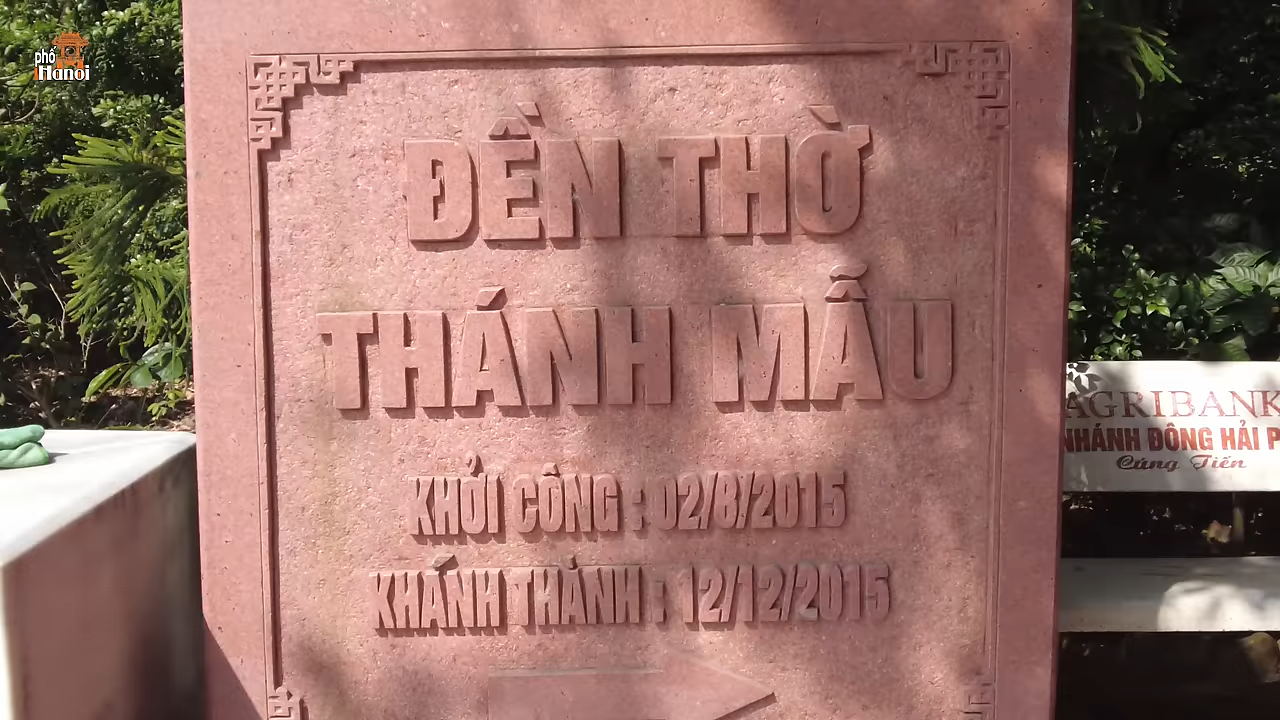 phố
Hanoi
ĐỀN THỜ
THÁNH MẪU
KHỞI CÔNG : 02/8/2015
KHÁNH THÀNH : 12/12/2015
AGRIBANK
NHÁNH ĐÔNG HẢI P
Cúng Tiến